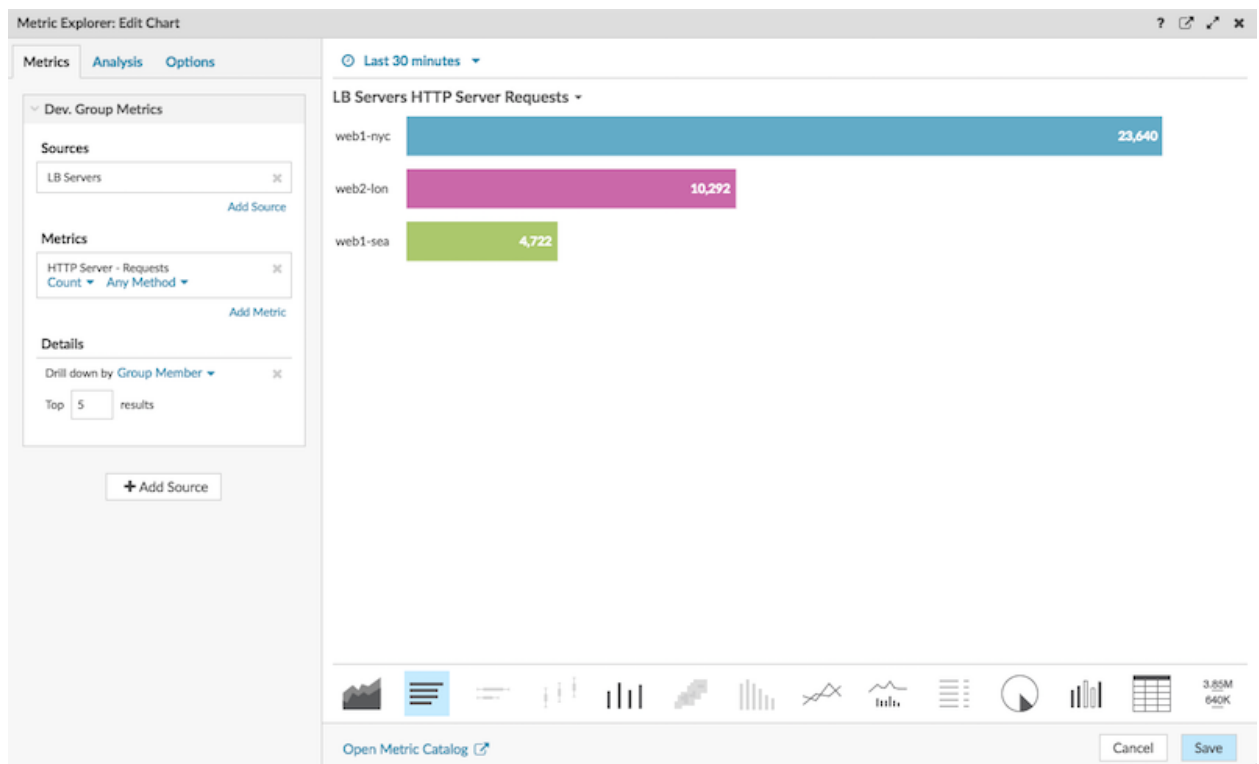 Metric Explorer: Edit Chart
?
Metrics Analysis Options
Last 30 minutes
Dev. Group Metrics
Sources
LB Servers
Add Source
Metrics
HTTP Server - Requests
Count Any Method
Add Metric
Details
Drill down by Group Member
Top 5 results
+ Add Source
LB Servers HTTP Server Requests
web1-nyc 23,640
web2-lon 10,292
web1-sea 4,722
3.85M
640K
Open Metric Catalog
Cancel Save